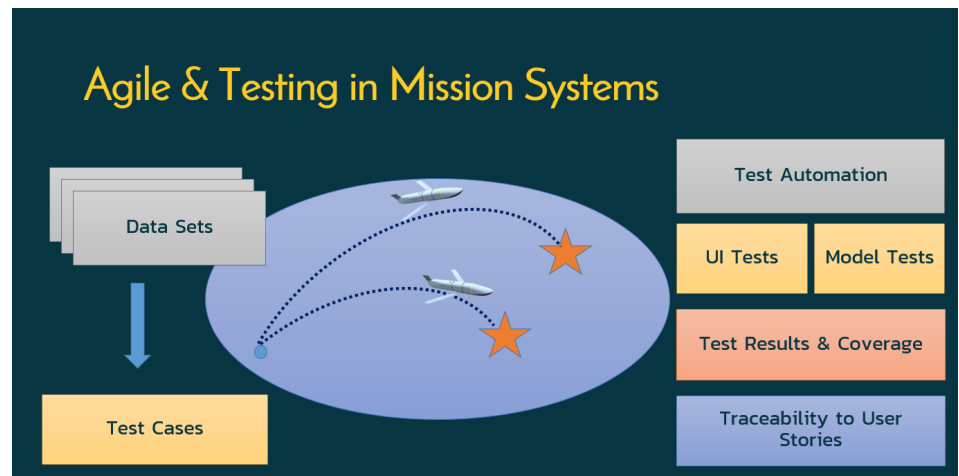 Agile & Testing in Mission Systems
Data Sets
Test Cases
Test Automation
UI Tests
Model Tests
Test Results & Coverage
Traceability to User
Stories